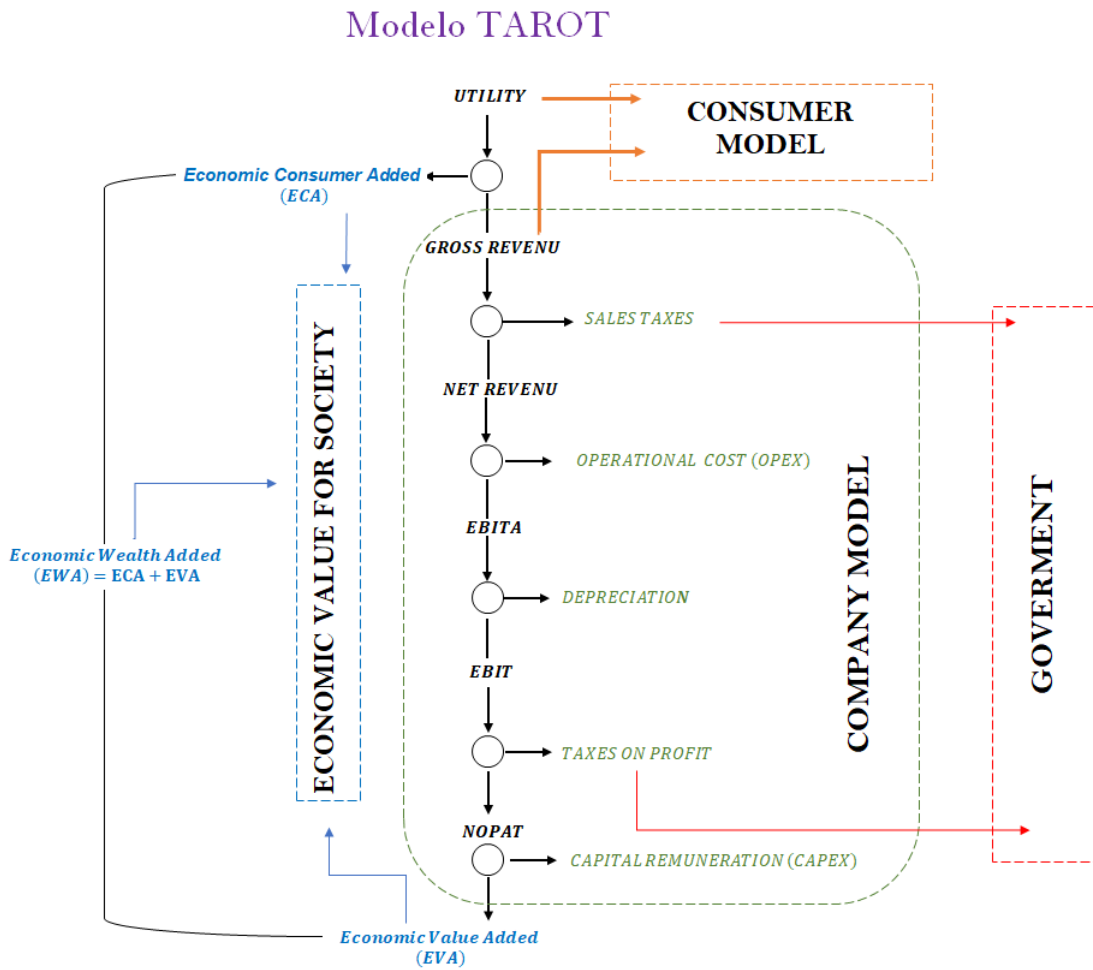 Modelo TAROT
UTILITY
CONSUMER
MODEL
Economic Consumer Added
(ECA)
GROSS REVENU
SALES TAXES
NET REVENU
OPERATIONAL COST (OPEX)
EBITA
Economic Wealth Added
(EWA) = ECA + EVA
ECONOMIC VALUE FOR SOCIETY
COMPANY MODEL
GOVERMENT
DEPRECIATION
EBIT
TAXES ON PROFIT
NOPAT
CAPITAL REMUNERATION (CAPEX)
Economic Value Added
(EVA)